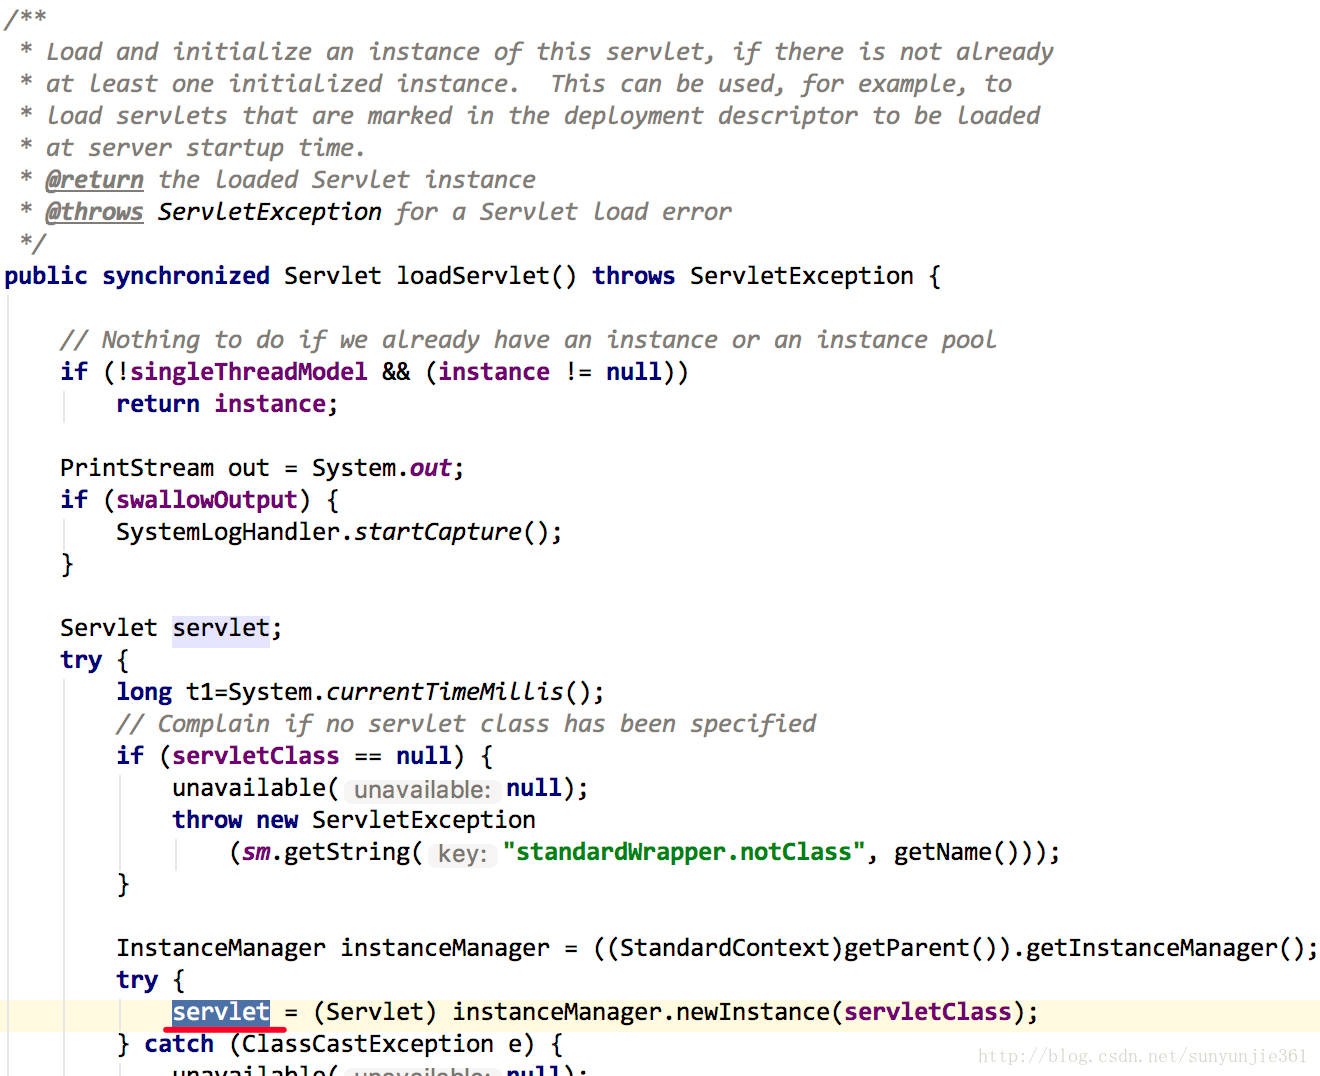 /**
 * Load and initialize an instance of this servlet, if there is not already
 * at least one initialized instance.  This can be used, for example, to
 * load servlets that are marked in the deployment descriptor to be loaded
 * at server startup time.
 * @return the loaded Servlet instance
 * @throws ServletException for a Servlet load error
 */
public synchronized Servlet loadServlet() throws ServletException {

    // Nothing to do if we already have an instance or an instance pool
    if (!singleThreadModel && (instance != null))
        return instance;

    PrintStream out = System.out;
    if (swallowOutput) {
        SystemLogHandler.startCapture();
    }

    Servlet servlet;
    try {
        long t1=System.currentTimeMillis();
        // Complain if no servlet class has been specified
        if (servletClass == null) {
            unavailable( unavailable: null);
            throw new ServletException
                (sm.getString( key: "standardWrapper.notClass", getName()));
        }

        InstanceManager instanceManager = ((StandardContext)getParent()).getInstanceManager();
        try {
            servlet = (Servlet) instanceManager.newInstance(servletClass);
        } catch (ClassCastException e) {
            unavailable( unavailable: null);
http://blog.csdn.net/sunyunjie361